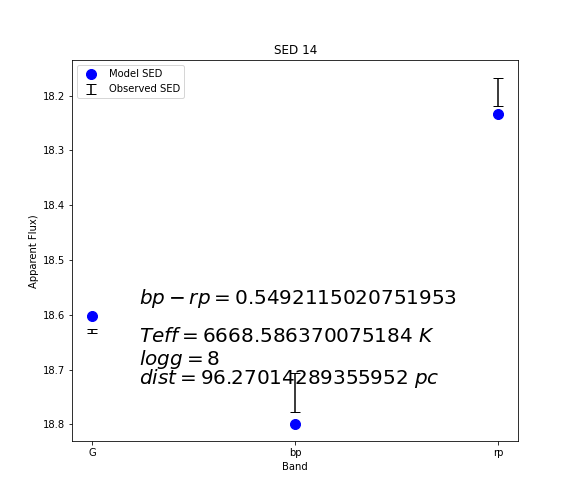 SED 14
Model SED
Observed SED
18.2
18.3
18.4
18.5
18.6
18.7
18.8
Apparent Flux)
bp − rp = 0.5492115020751953
Teff = 6668.586370075184 K
logg = 8
dist = 96.27014289355952 pc
G
bp
rp
Band